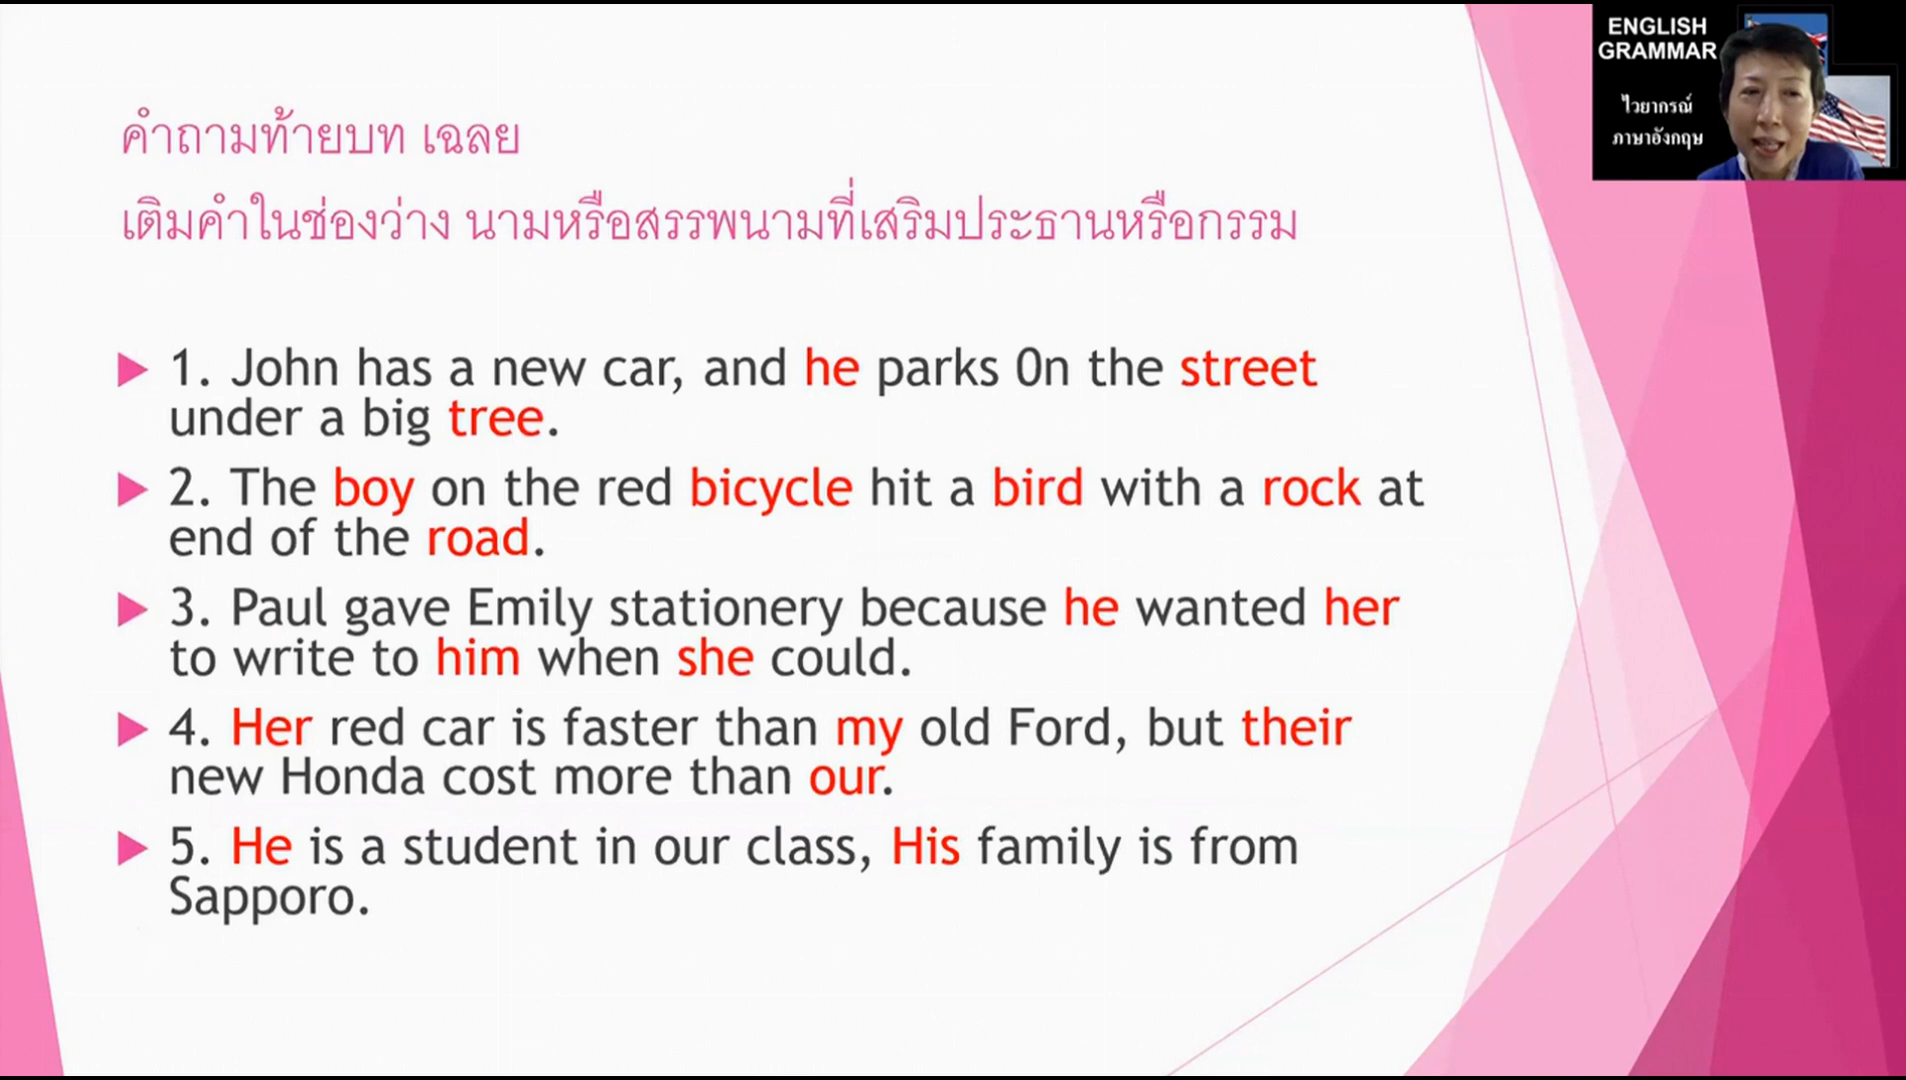 ENGLISH
GRAMMAR
ไวยากรณ์
ภาษาอังกฤษ
คำถามท้ายบท เฉลย
เติมคำในช่องว่าง นามหรือสรรพนามที่เสริมประธานหรือกรรม
1. John has a new car, and he parks 0n the street
under a big tree.
2. The boy on the red bicycle hit a bird with a rock at
end of the road.
3. Paul gave Emily stationery because he wanted her
to write to him when she could.
4. Her red car is faster than my old Ford, but their
new Honda cost more than our.
5. He is a student in our class, His family is from
Sapporo.